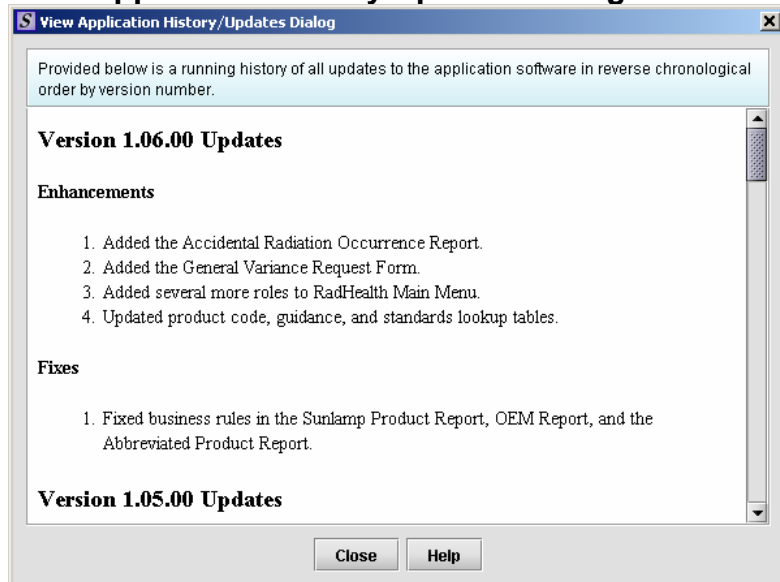 View Application History/Updates Dialog
Provided below is a running history of all updates to the application software in reverse chronological
order by version number.
Version 1.06.00 Updates
Enhancements
1. Added the Accidental Radiation Occurrence Report.
2. Added the General Variance Request Form.
3. Added several more roles to RadHealth Main Menu.
4. Updated product code, guidance, and standards lookup tables.
Fixes
1. Fixed business rules in the Sunlamp Product Report, OEM Report, and the
Abbreviated Product Report.
Version 1.05.00 Updates
Close Help